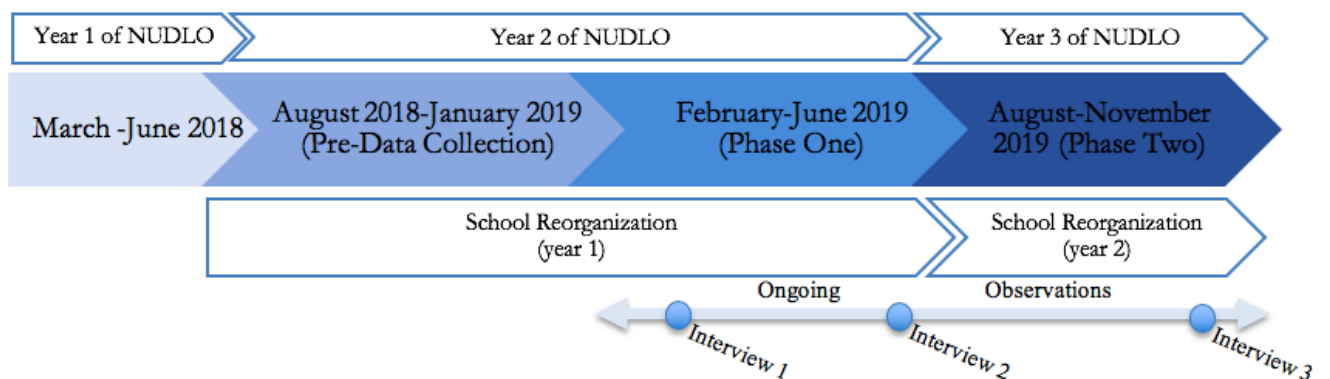 Year 1 of NUDLO
Year 2 of NUDLO
Year 3 of NUDLO
March -June 2018
August 2018-January 2019
(Pre-Data Collection)
February-June 2019
(Phase One)
August-November
2019 (Phase Two)
School Reorganization
(year 1)
School Reorganization
(year 2)
Ongoing Observations
Interview 1
Interview 2
Interview 3